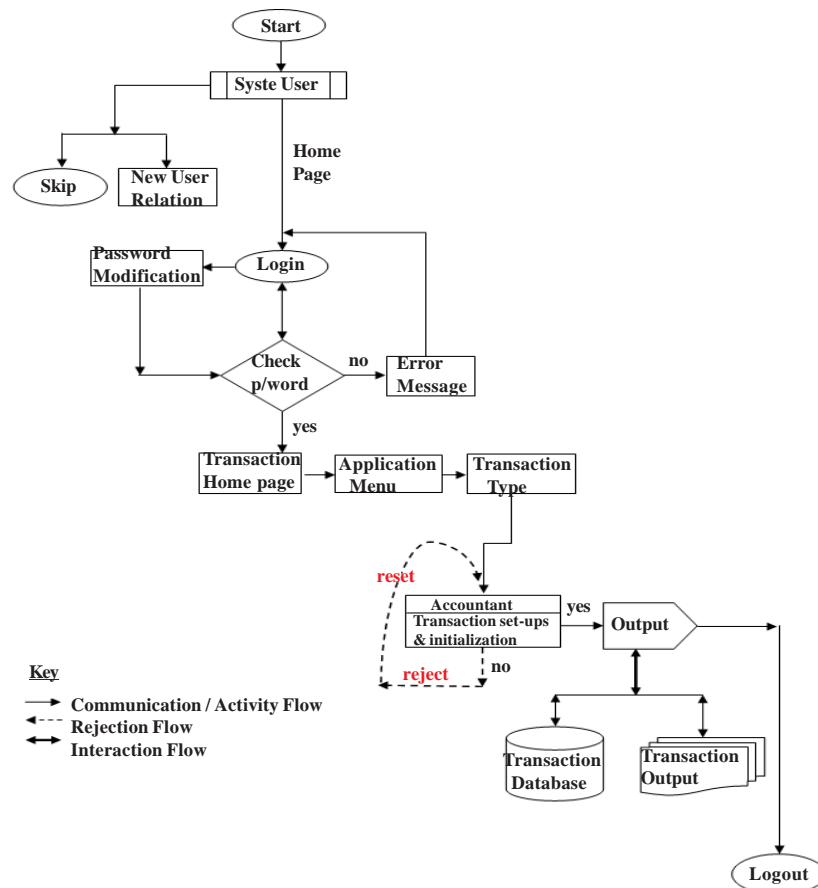 Start
Syste User
Home
Page
Skip
New User
Relation
Password
Modification
Login
Check
p/word
no
Error
Message
yes
Transaction
Home page
Application
Menu
Transaction
Type
reset
Accountant
Transaction set-ups
& initialization
yes
Output
reject
no
Key
Communication / Activity Flow
Rejection Flow
Interaction Flow
Transaction
Database
Transaction
Output
Logout